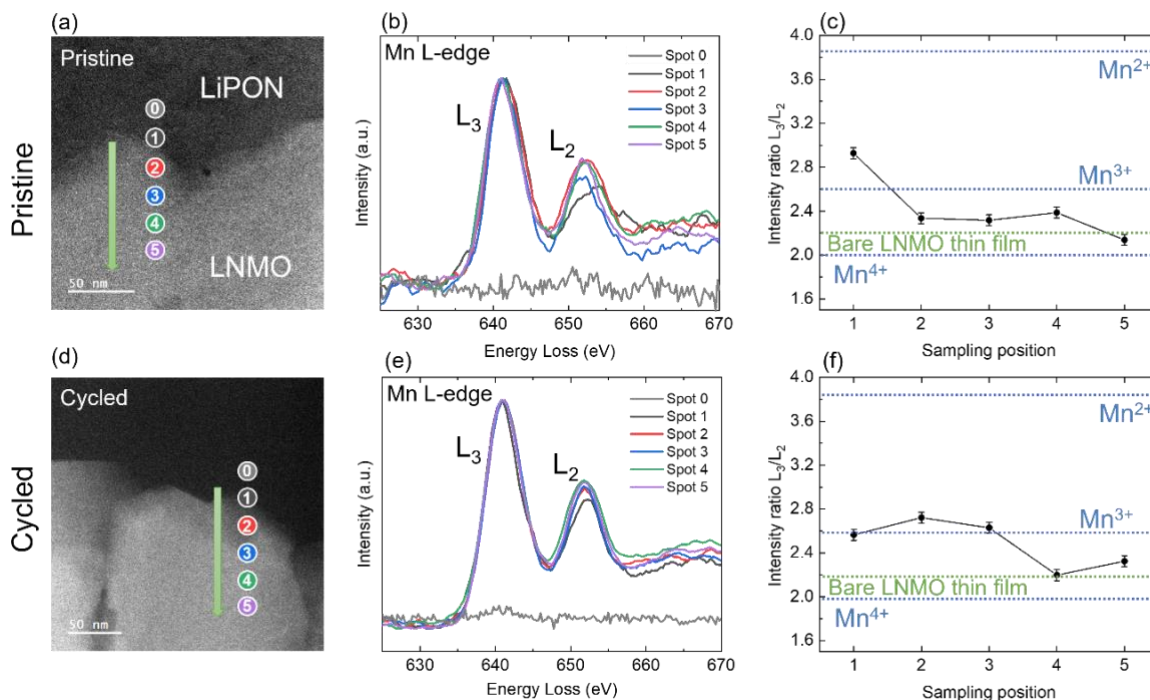 (a)
Pristine
Pristine
LiPON
0
1
2
3
4
5
LNMO
50 nm
(b)
Mn L-edge
L₃
L₂
Spot 0
Spot 1
Spot 2
Spot 3
Spot 4
Spot 5
Intensity (a.u.)
630 640 650 660 670
Energy Loss (eV)
(c)
Intensity ratio L₃/L₂
4.0
3.6
3.2
2.8
2.4
2.0
1.6
Mn²⁺
Mn³⁺
Bare LNMO thin film
Mn⁴⁺
1 2 3 4 5
Sampling position
(d)
Cycled
Cycled
0
1
2
3
4
5
50 nm
(e)
Mn L-edge
L₃
L₂
Spot 0
Spot 1
Spot 2
Spot 3
Spot 4
Spot 5
Intensity (a.u.)
630 640 650 660 670
Energy Loss (eV)
(f)
Intensity ratio L₃/L₂
4.0
3.6
3.2
2.8
2.4
2.0
1.6
Mn²⁺
Mn³⁺
Bare LNMO thin film
Mn⁴⁺
1 2 3 4 5
Sampling position